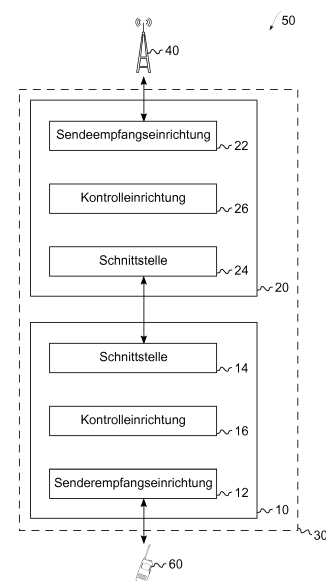 50
40
Sendeempfangseinrichtung
22
Kontrolleinrichtung
26
Schnittstelle
24
20
Schnittstelle
14
Kontrolleinrichtung
16
Senderempfangseinrichtung
12
10
30
60